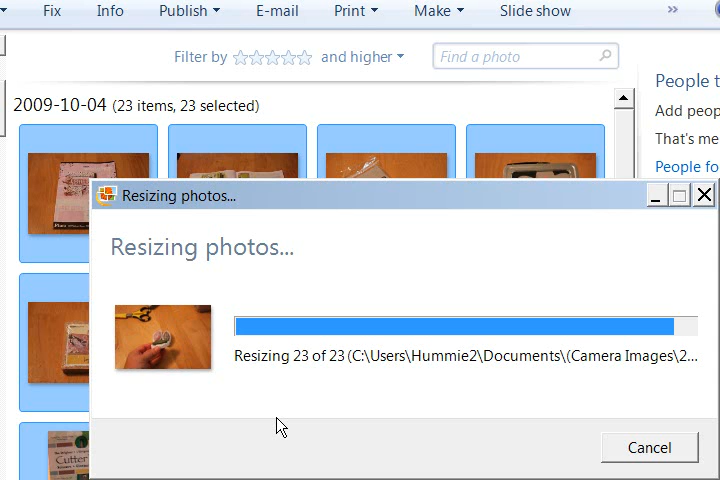 Fix Info Publish E-mail Print Make Slide show »
Filter by and higher Find a photo
2009-10-04 (23 items, 23 selected)
People t
Add peop
That's me
People fo
Resizing photos...
Resizing photos...
Resizing 23 of 23 (C:\Users\Hummie2\Documents\(Camera Images\2...
Cancel
Cutter